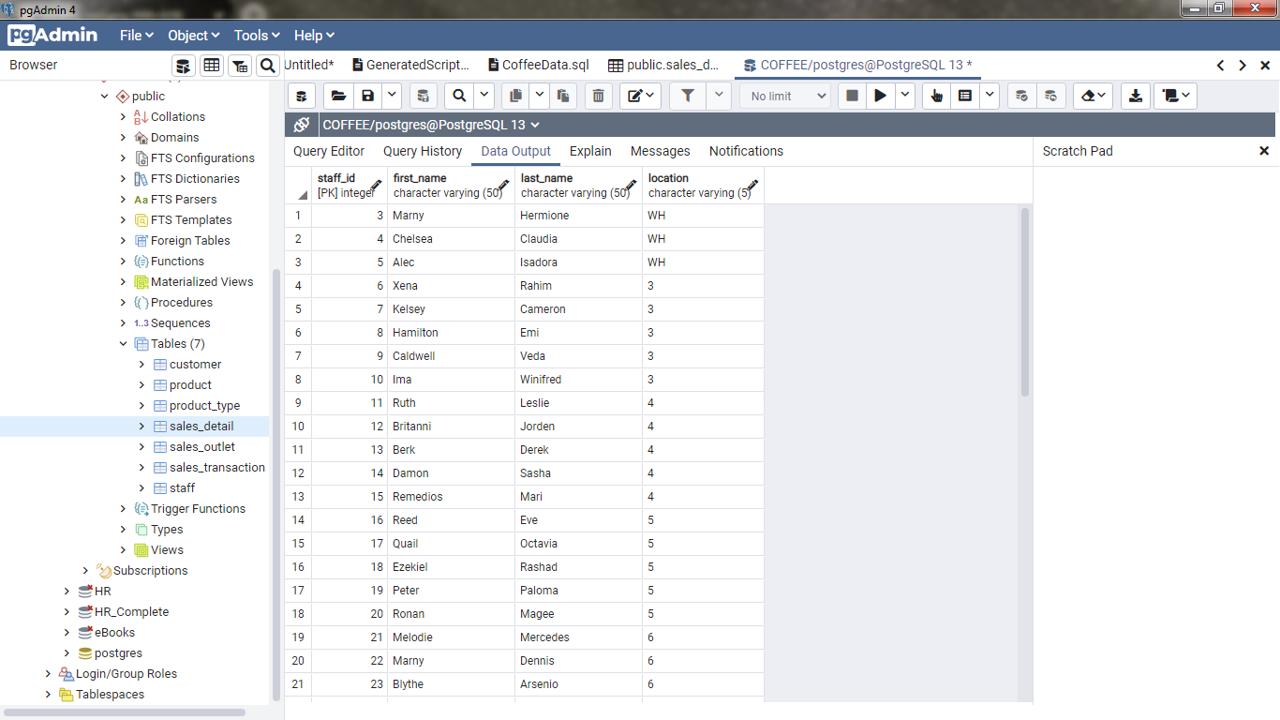 pgAdmin 4
pgAdmin File Object Tools Help
Browser
Untitled* GeneratedScript... CoffeeData.sql public.sales_d... COFFEE/postgres@PostgreSQL 13 *
No limit
COFFEE/postgres@PostgreSQL 13
Query Editor Query History Data Output Explain Messages Notifications
Scratch Pad
public
Collations
Domains
FTS Configurations
FTS Dictionaries
FTS Parsers
FTS Templates
Foreign Tables
Functions
Materialized Views
Procedures
1..3 Sequences
Tables (7)
customer
product
product_type
sales_detail
sales_outlet
sales_transaction
staff
Trigger Functions
Types
Views
Subscriptions
HR
HR_Complete
eBooks
postgres
Login/Group Roles
Tablespaces
staff_id first_name last_name location
[PK] integer character varying (50) character varying (50) character varying (5)
1 3 Marny Hermione WH
2 4 Chelsea Claudia WH
3 5 Alec Isadora WH
4 6 Xena Rahim 3
5 7 Kelsey Cameron 3
6 8 Hamilton Emi 3
7 9 Caldwell Veda 3
8 10 Ima Winifred 3
9 11 Ruth Leslie 4
10 12 Britanni Jorden 4
11 13 Berk Derek 4
12 14 Damon Sasha 4
13 15 Remedios Mari 4
14 16 Reed Eve 5
15 17 Quail Octavia 5
16 18 Ezekiel Rashad 5
17 19 Peter Paloma 5
18 20 Ronan Magee 5
19 21 Melodie Mercedes 6
20 22 Marny Dennis 6
21 23 Blythe Arsenio 6